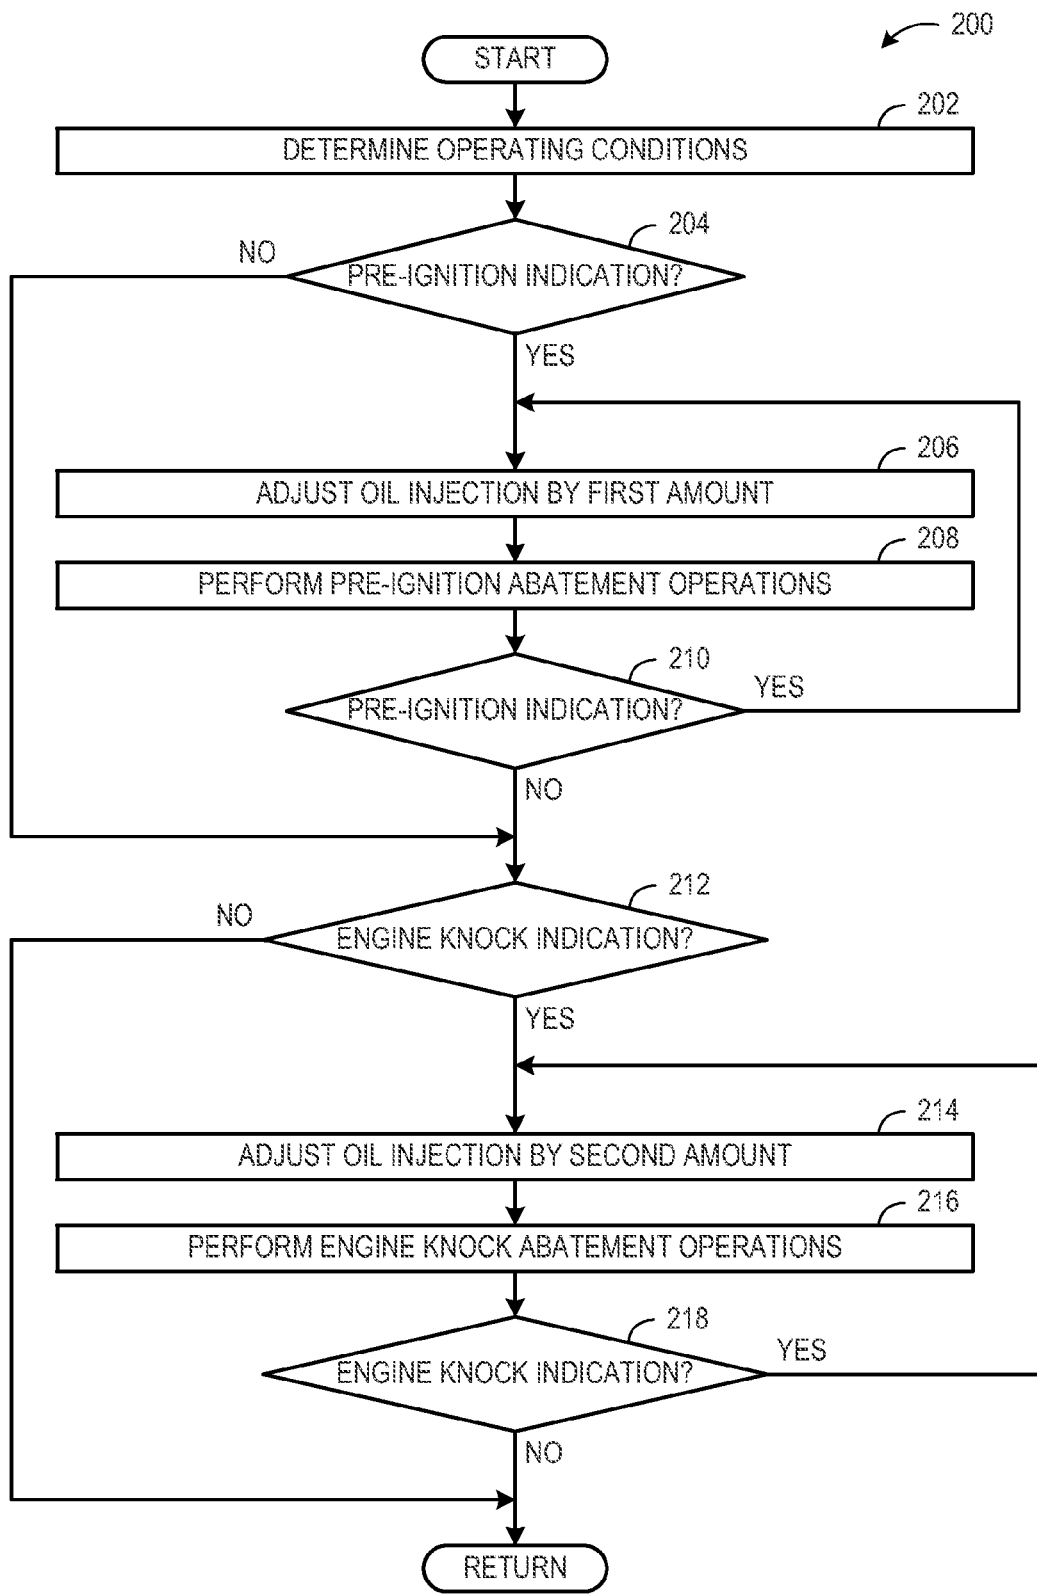 200
START
202
DETERMINE OPERATING CONDITIONS
204
NO
PRE-IGNITION INDICATION?
YES
206
ADJUST OIL INJECTION BY FIRST AMOUNT
208
PERFORM PRE-IGNITION ABATEMENT OPERATIONS
210
PRE-IGNITION INDICATION?
YES
NO
212
NO
ENGINE KNOCK INDICATION?
YES
214
ADJUST OIL INJECTION BY SECOND AMOUNT
216
PERFORM ENGINE KNOCK ABATEMENT OPERATIONS
218
ENGINE KNOCK INDICATION?
YES
NO
RETURN